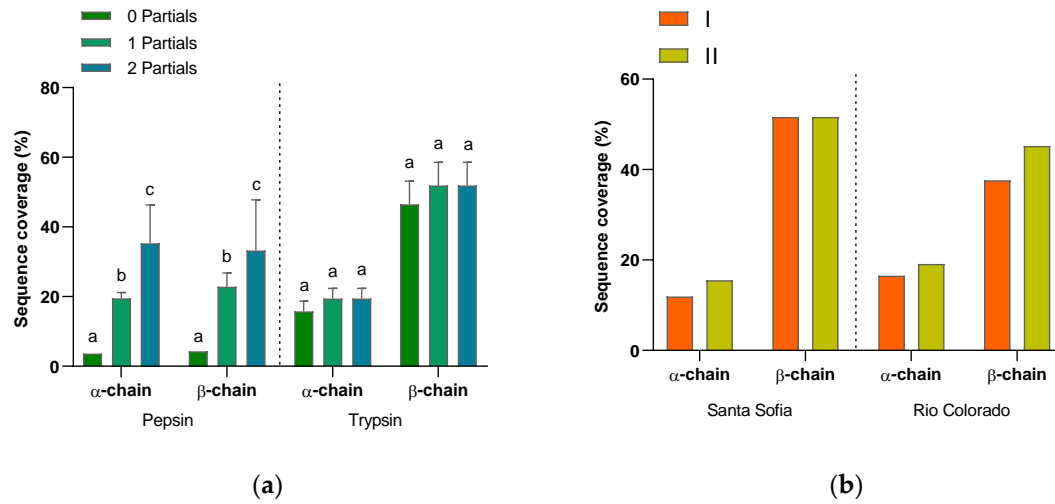 0 Partials
1 Partials
2 Partials
Sequence coverage (%)
80
60
40
20
0
a b c a b c a a a a a a
α-chain β-chain α-chain β-chain
Pepsin Trypsin
(a)
I
II
Sequence coverage (%)
60
40
20
0
α-chain β-chain α-chain β-chain
Santa Sofia Rio Colorado
(b)